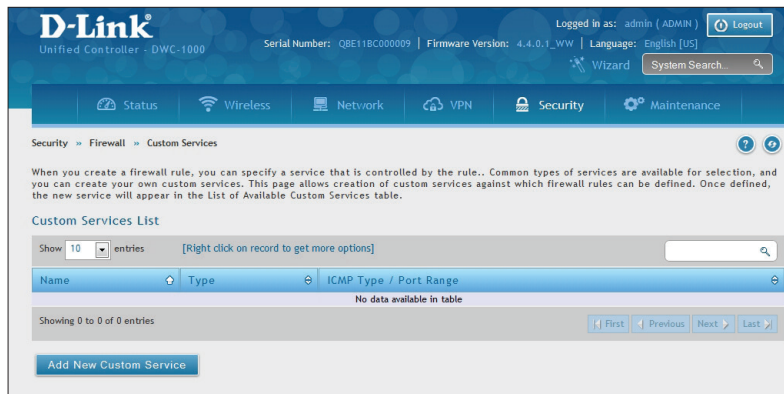 D-Link
Unified Controller - DWC-1000
Logged in as: admin ( ADMIN ) Logout
Serial Number: QBE11BC000009 | Firmware Version: 4.4.0.1_WW | Language: English [US]
Wizard System Search...
Status Wireless Network VPN Security Maintenance
Security » Firewall » Custom Services
When you create a firewall rule, you can specify a service that is controlled by the rule.. Common types of services are available for selection, and
you can create your own custom services. This page allows creation of custom services against which firewall rules can be defined. Once defined,
the new service will appear in the List of Available Custom Services table.
Custom Services List
Show 10 entries [Right click on record to get more options]
Name Type ICMP Type / Port Range
No data available in table
Showing 0 to 0 of 0 entries First Previous Next Last
Add New Custom Service